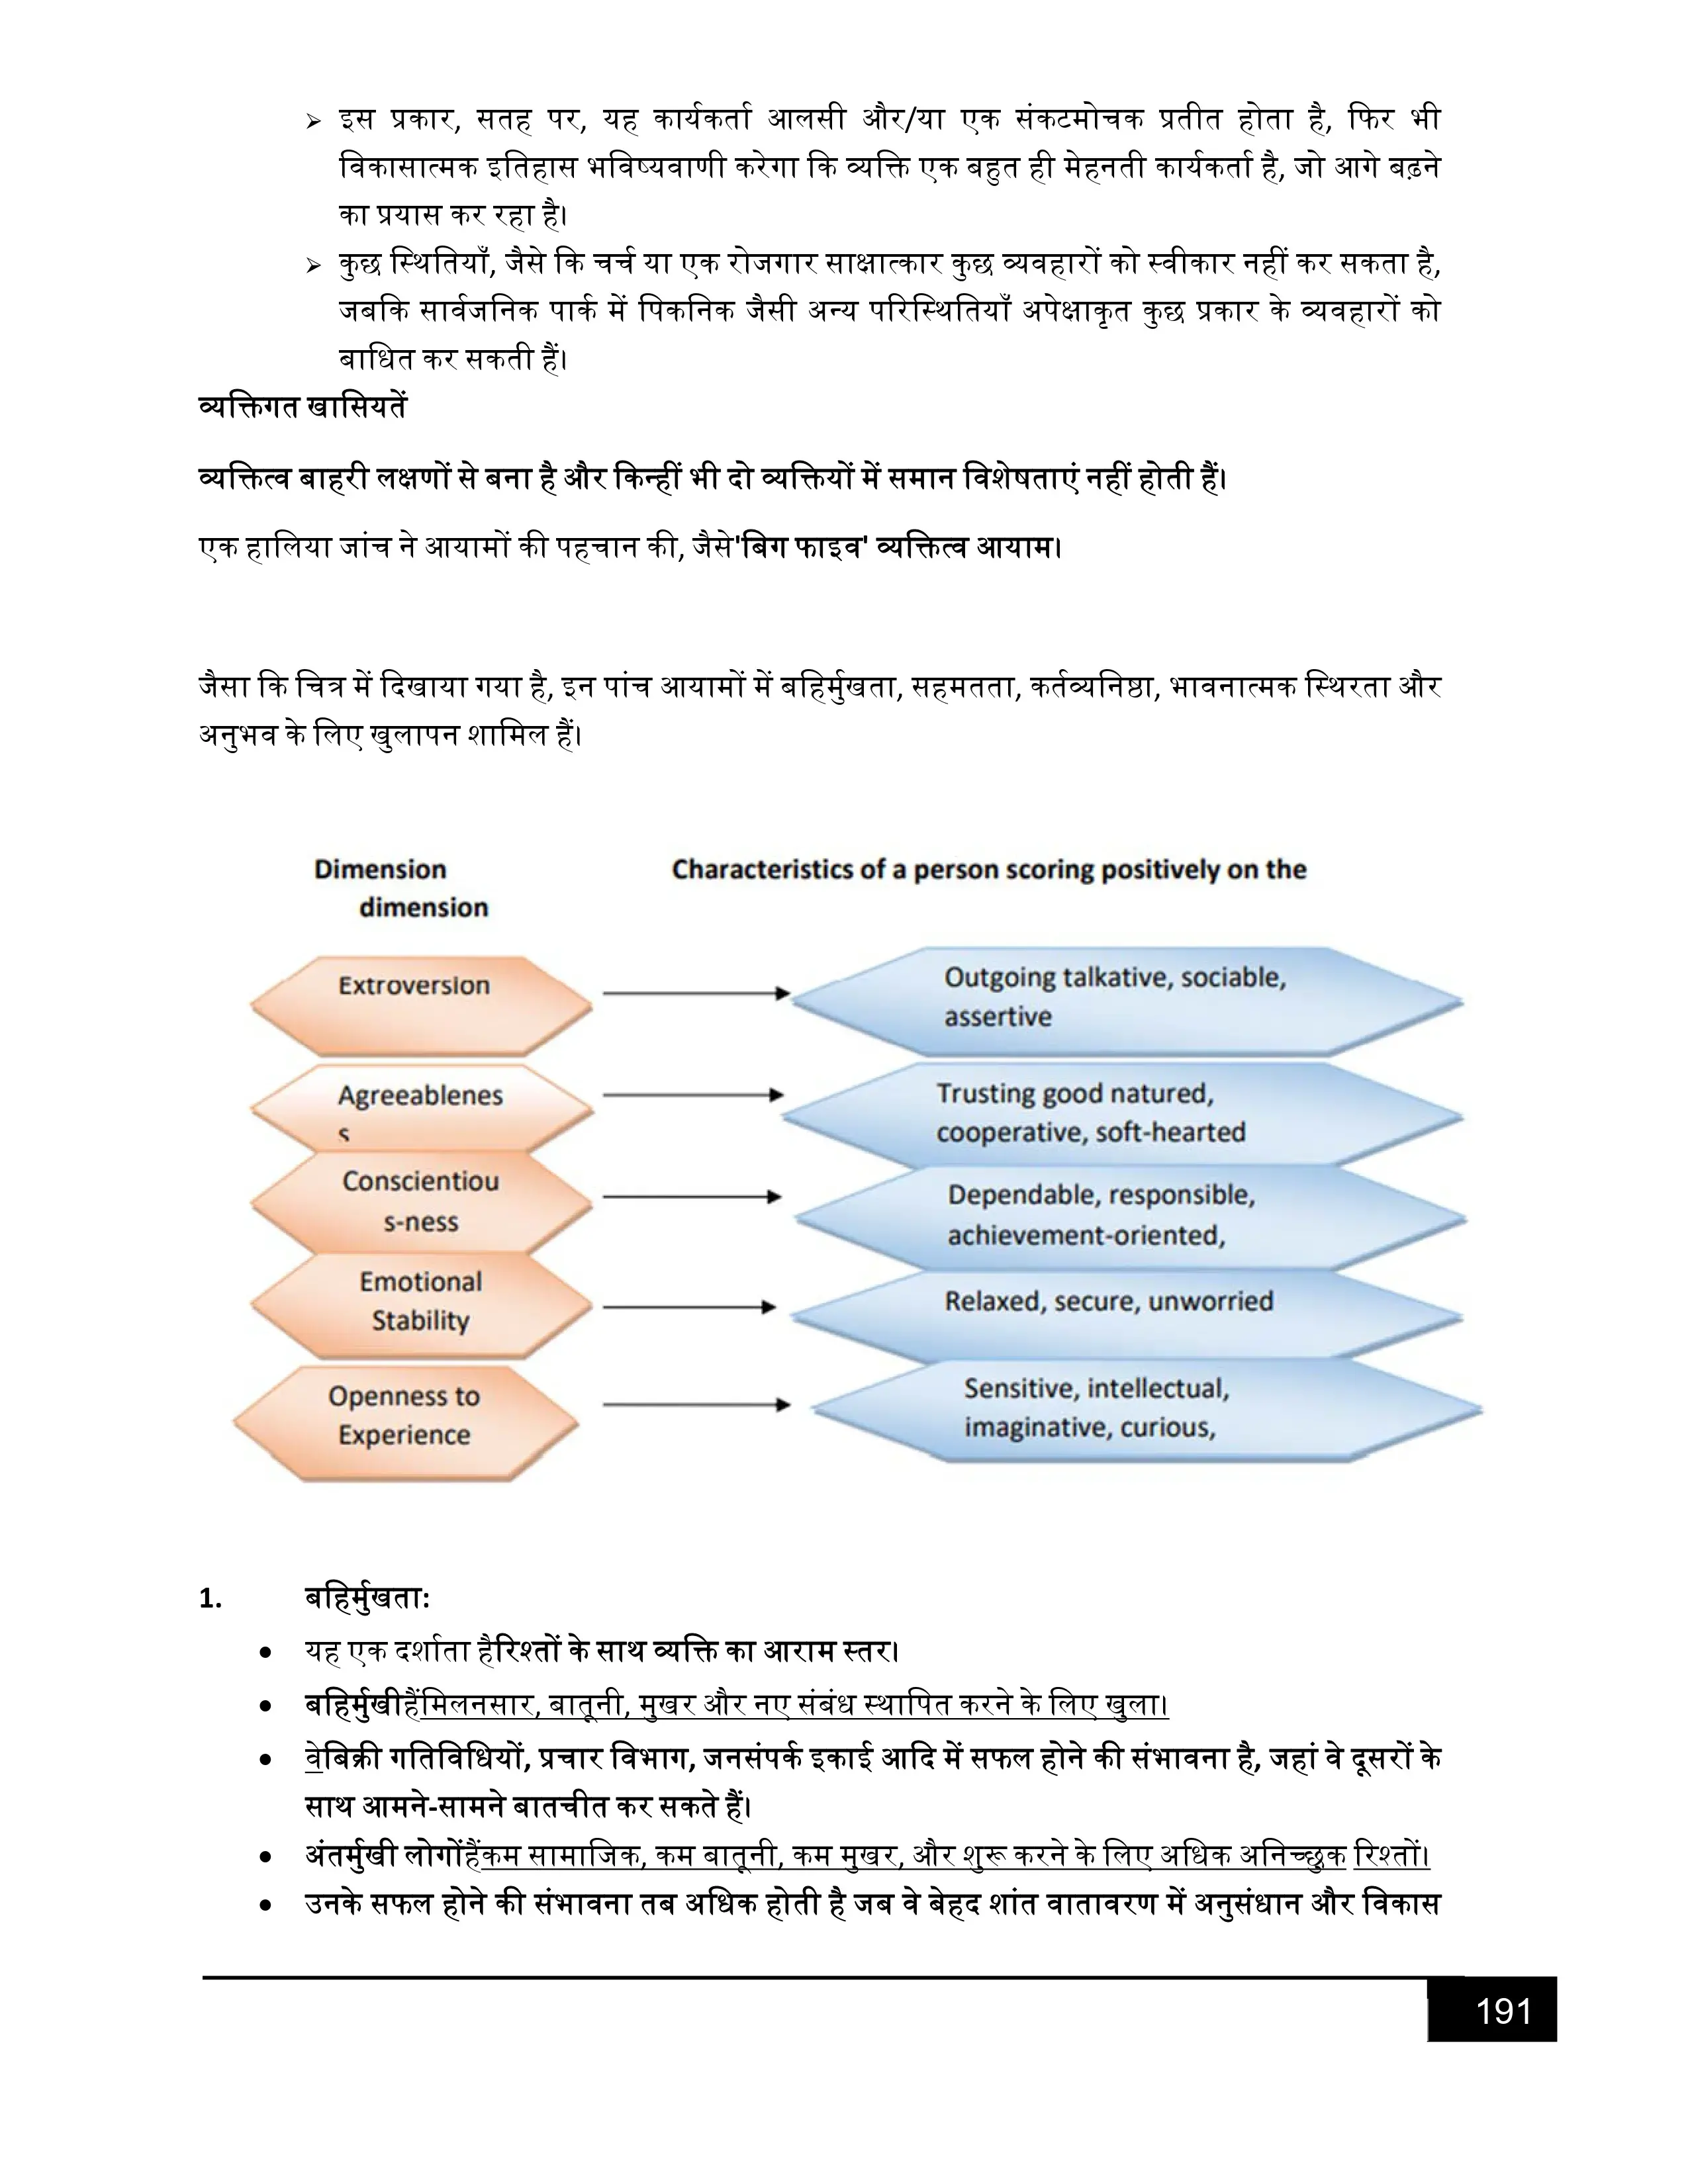 ➢ इस प्रकार, सतह पर, यह कार्यकर्ता आलसी और/या एक संकटमोचक प्रतीत होता है, फिर भी
विकासात्मक इतिहास भविष्यवाणी करेगा कि व्यक्ति एक बहुत ही मेहनती कार्यकर्ता है, जो आगे बढ़ने
का प्रयास कर रहा है।
➢ कुछ स्थितियाँ, जैसे कि चर्च या एक रोजगार साक्षात्कार कुछ व्यवहारों को स्वीकार नहीं कर सकता है,
जबकि सार्वजनिक पार्क में पिकनिक जैसी अन्य परिस्थितियाँ अपेक्षाकृत कुछ प्रकार के व्यवहारों को
बाधित कर सकती हैं।
व्यक्तिगत खासियतें
व्यक्तित्व बाहरी लक्षणों से बना है और किन्हीं भी दो व्यक्तियों में समान विशेषताएं नहीं होती हैं।
एक हालिया जांच ने आयामों की पहचान की, जैसे'बिग फाइव' व्यक्तित्व आयाम।
जैसा कि चित्र में दिखाया गया है, इन पांच आयामों में बहिर्मुखता, सहमतता, कर्तव्यनिष्ठा, भावनात्मक स्थिरता और
अनुभव के लिए खुलापन शामिल हैं।
Dimension Characteristics of a person scoring positively on the
dimension
Extroversion
Outgoing talkative, sociable,
assertive
Agreeablenes
s
Trusting good natured,
cooperative, soft-hearted
Conscientiou
s-ness
Dependable, responsible,
achievement-oriented,
Emotional
Stability
Relaxed, secure, unworried
Openness to
Experience
Sensitive, intellectual,
imaginative, curious,
1. बहिर्मुखता:
• यह एक दर्शाता हैरिश्तों के साथ व्यक्ति का आराम स्तर।
• बहिर्मुखीहैंमिलनसार, बातूनी, मुखर और नए संबंध स्थापित करने के लिए खुला।
• वेबिक्री गतिविधियों, प्रचार विभाग, जनसंपर्क इकाई आदि में सफल होने की संभावना है, जहां वे दूसरों के
साथ आमने-सामने बातचीत कर सकते हैं।
• अंतर्मुखी लोगोंहैंकम सामाजिक, कम बातूनी, कम मुखर, और शुरू करने के लिए अधिक अनिच्छुक रिश्तों।
• उनके सफल होने की संभावना तब अधिक होती है जब वे बेहद शांत वातावरण में अनुसंधान और विकास
191